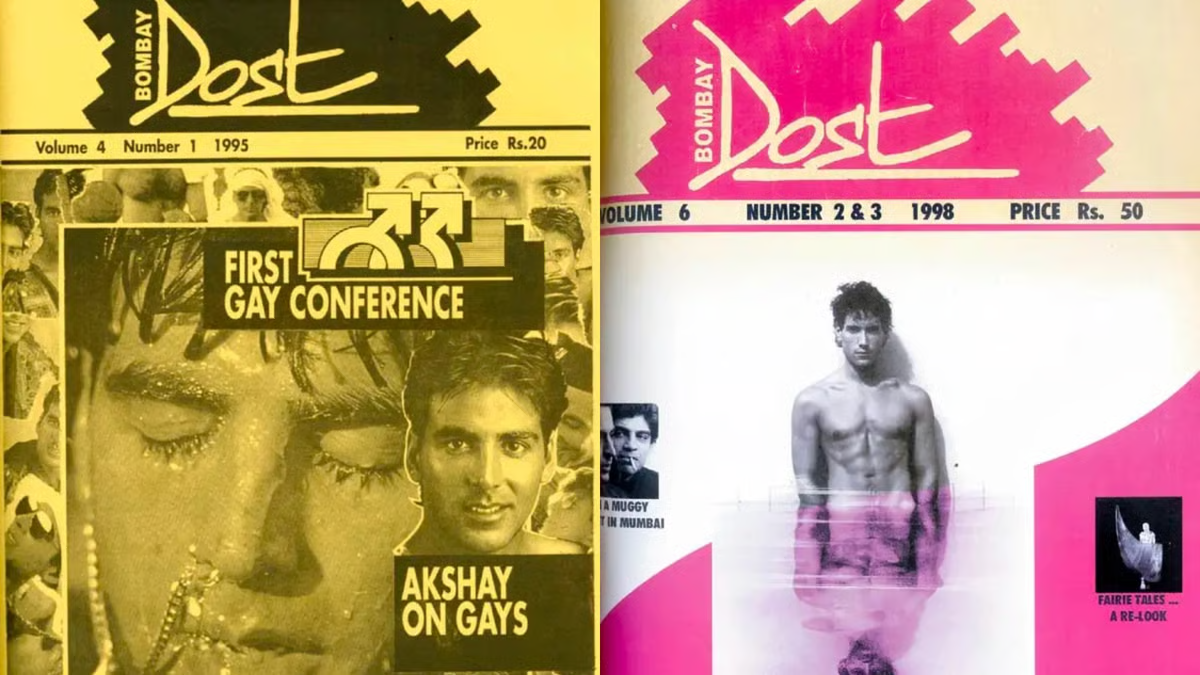 BOMBAY
Dost
Volume 4 Number 1 1995 Price Rs.20
FIRST
GAY CONFERENCE
AKSHAY
ON GAYS
BOMBAY
Dost
VOLUME 6 NUMBER 2 & 3 1998 PRICE Rs. 50
A MUGGY
IN MUMBAI
FAIRIE TALES ...
A RE-LOOK